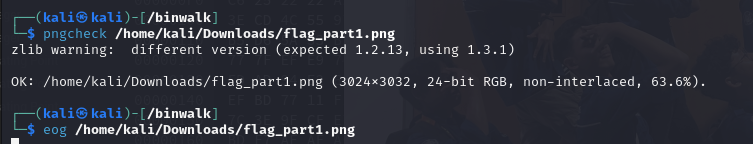 ┌──(kali㉿kali)-[/binwalk]
└─$ pngcheck /home/kali/Downloads/flag_part1.png
zlib warning:  different version (expected 1.2.13, using 1.3.1)
OK: /home/kali/Downloads/flag_part1.png (3024×3032, 24-bit RGB, non-interlaced, 63.6%).
┌──(kali㉿kali)-[/binwalk]
└─$ eog /home/kali/Downloads/flag_part1.png